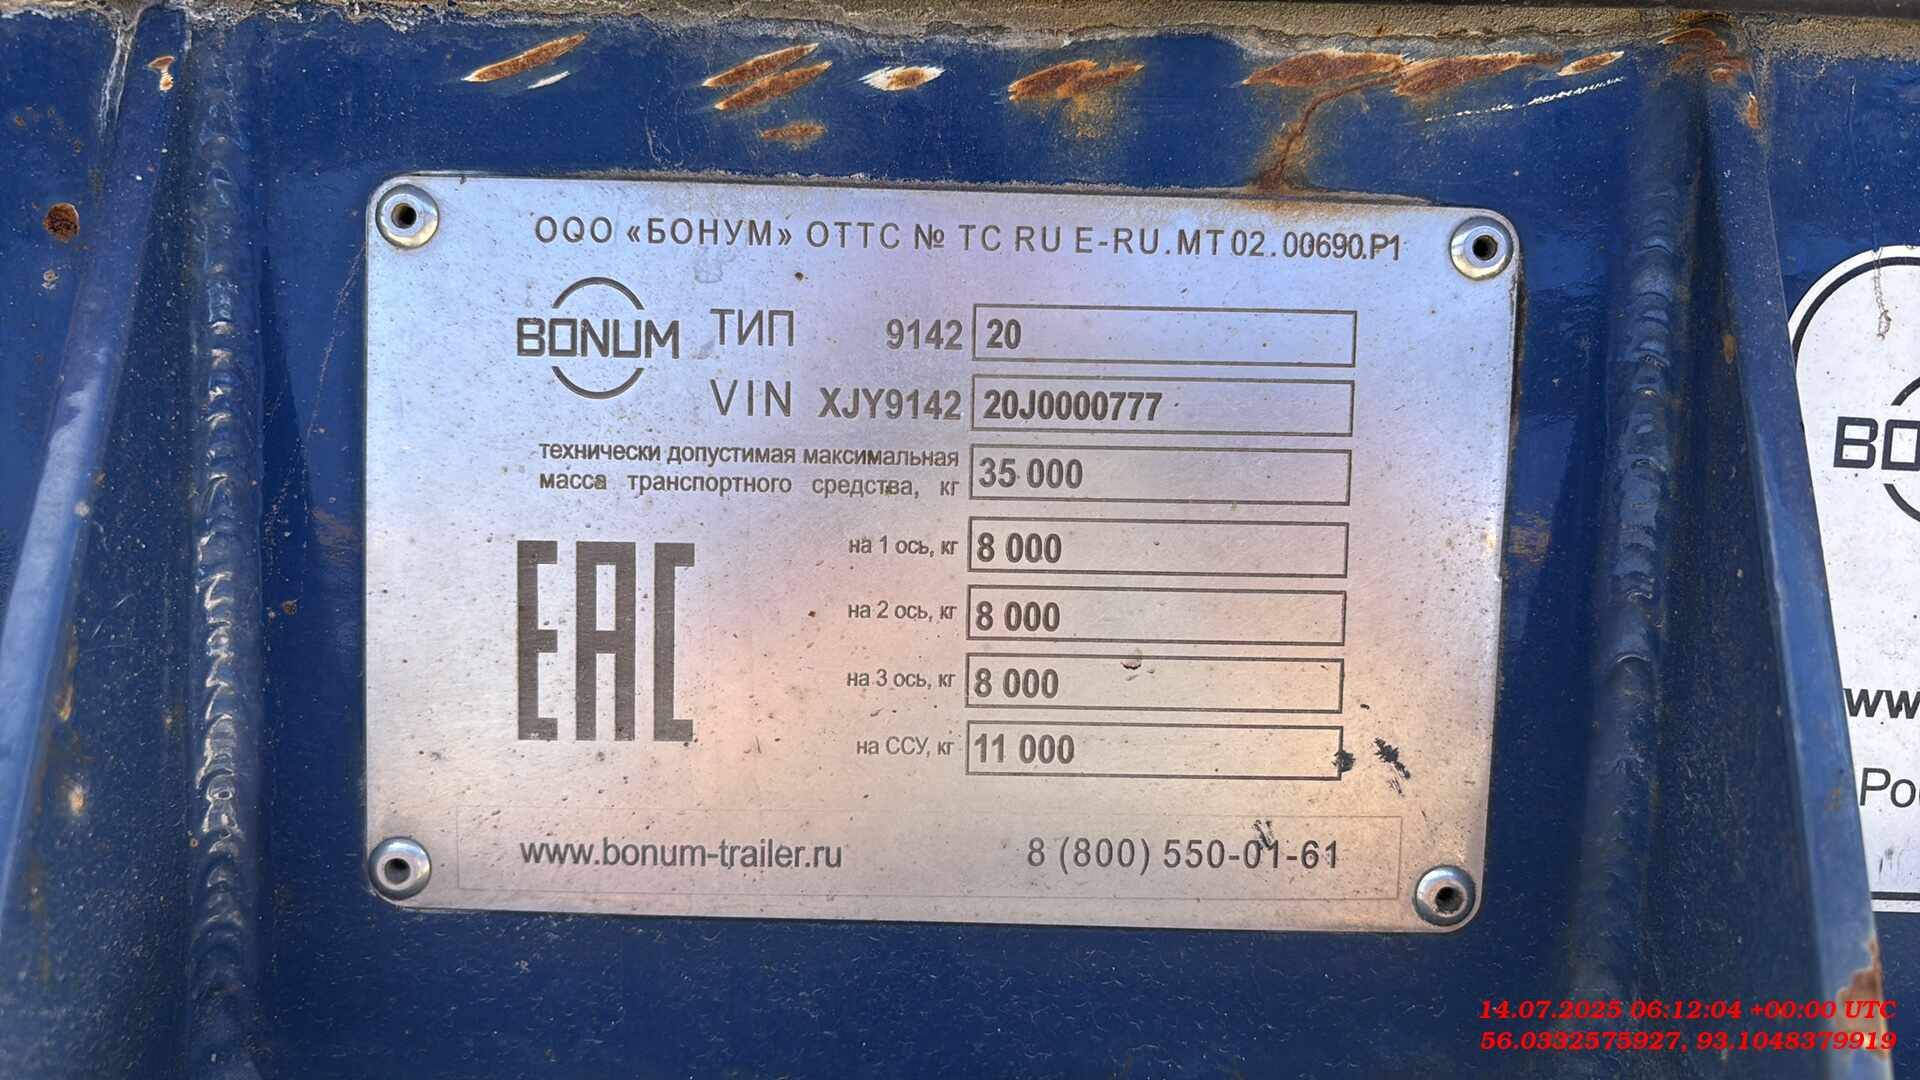 ООО «БОНУМ» ОТТС № ТС RU E-RU.MT02.00690.P1
BONUM
ТИП 9142 20
VIN XJY9142 20J0000777
технически допустимая максимальная
масса транспортного средства, кг 35 000
на 1 ось, кг 8 000
на 2 ось, кг 8 000
на 3 ось, кг 8 000
на ССУ, кг 11 000
EAC
www.bonum-trailer.ru 8 (800) 550-01-61
14.07.2025 06:12:04 +00:00 UTC
56.0332575927, 93.1048379919